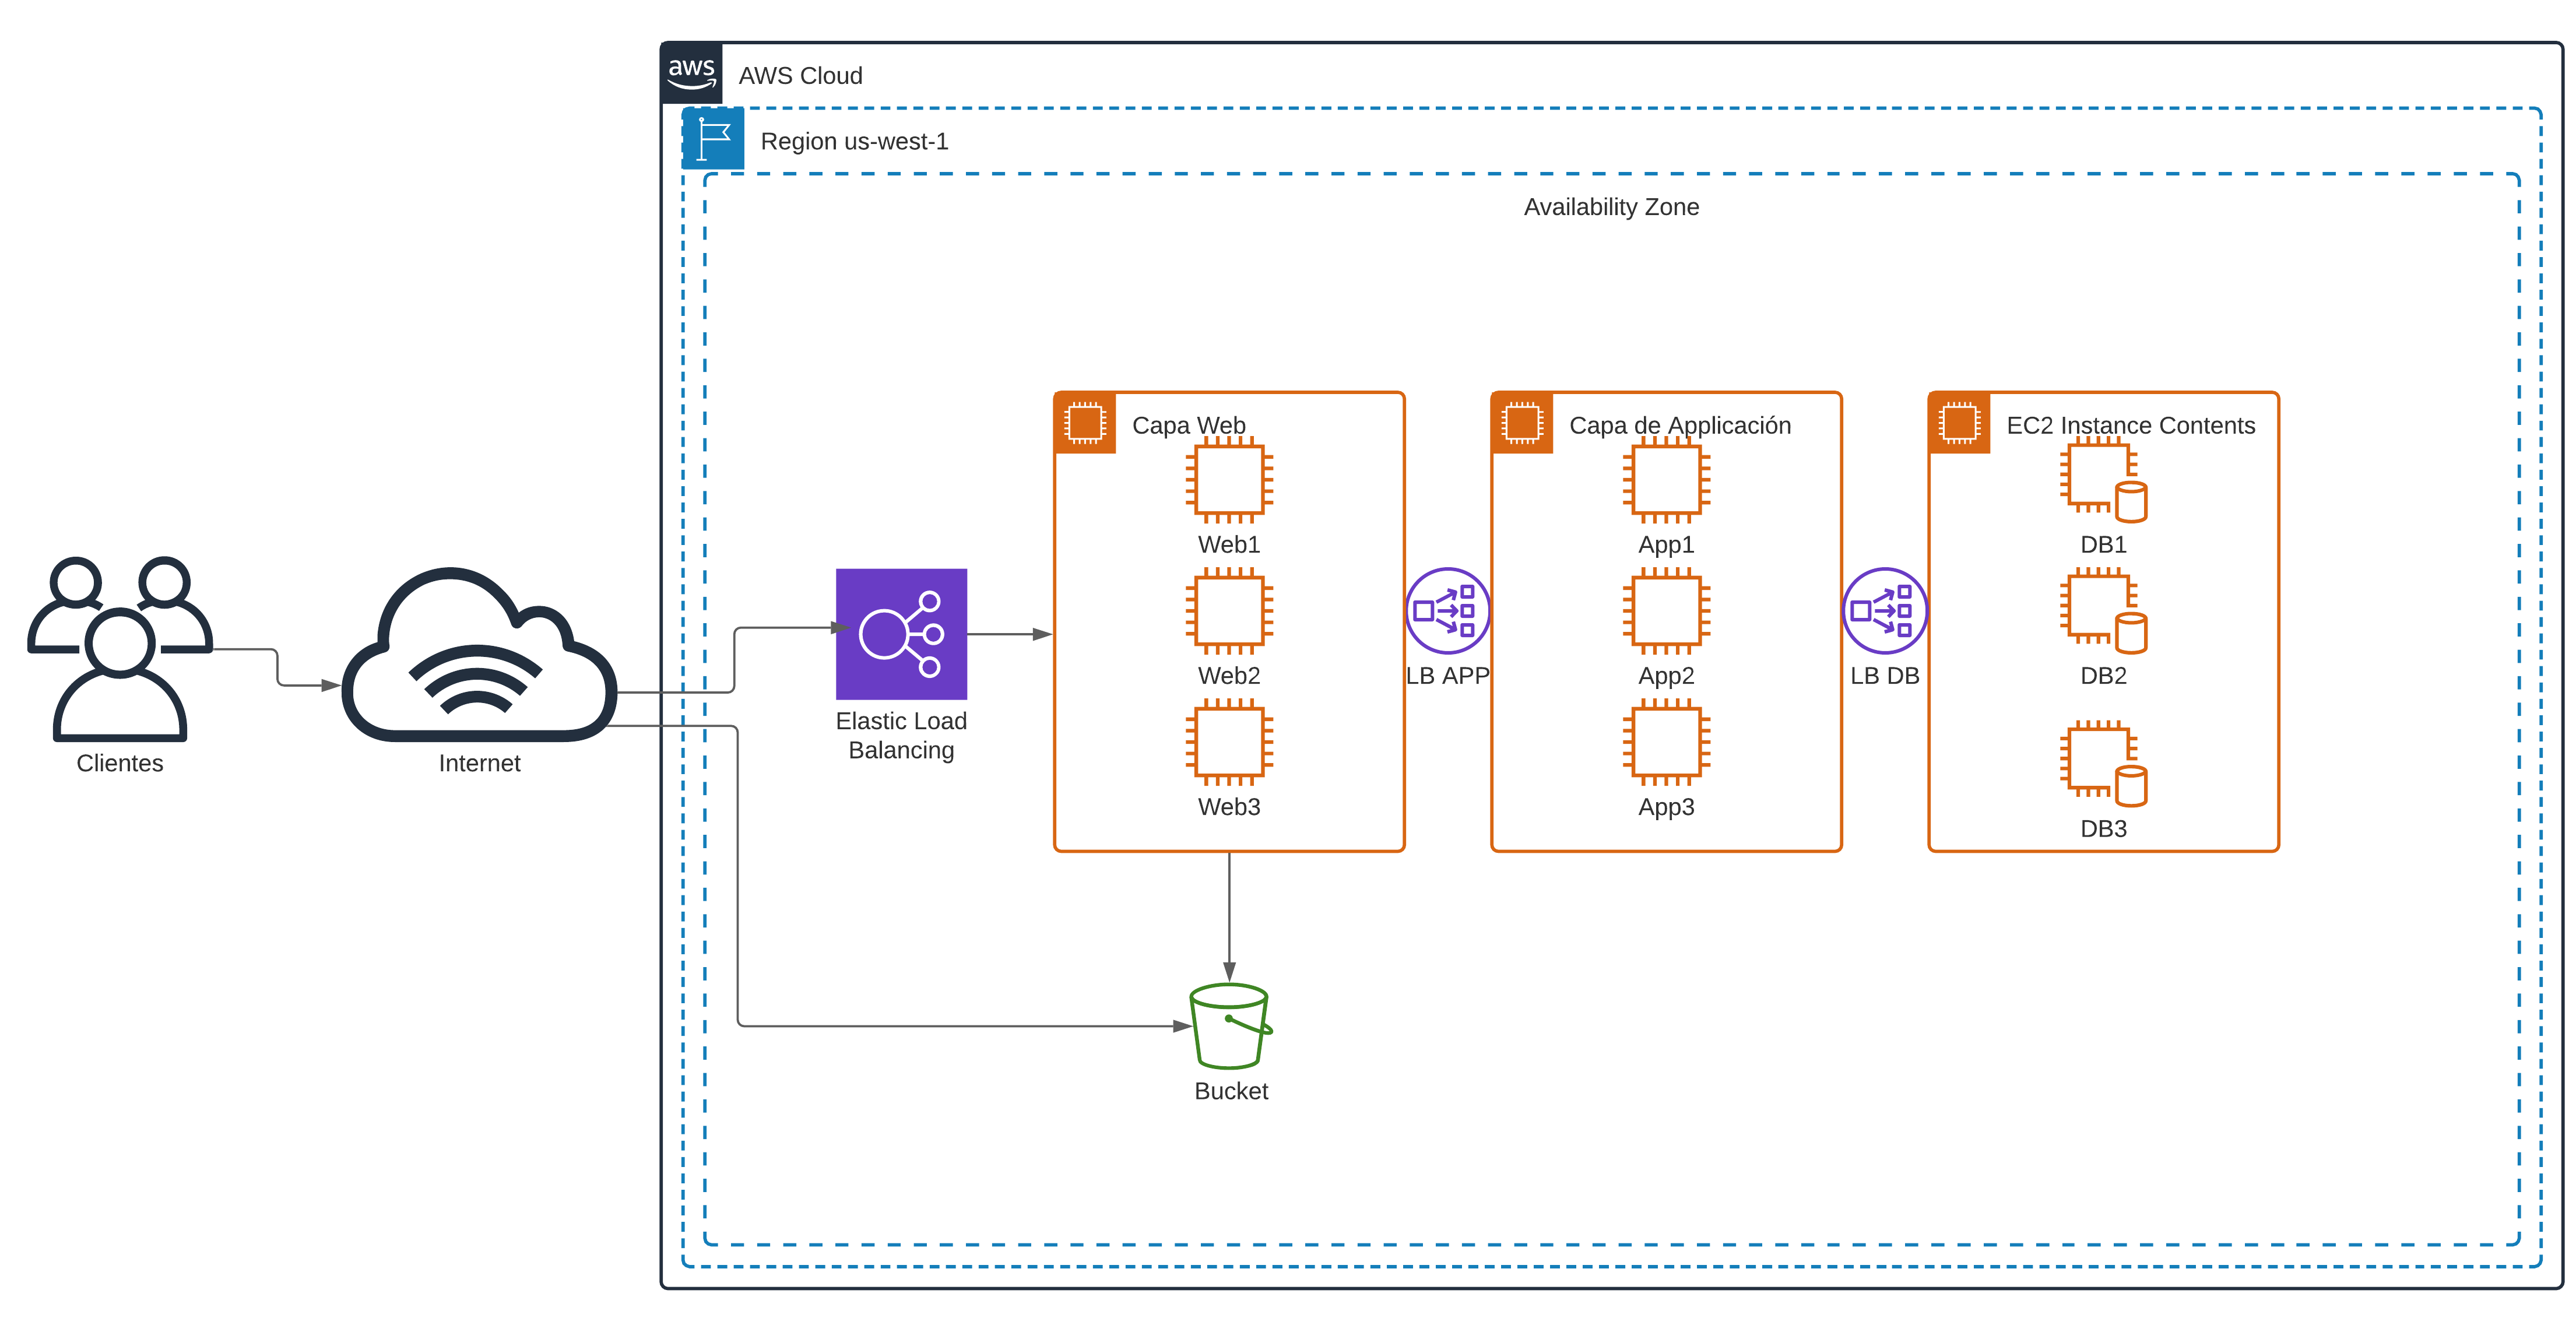 aws
AWS Cloud
Region us-west-1
Availability Zone
Capa Web
Capa de Applicación
EC2 Instance Contents
Web1
App1
DB1
Web2
LB APP
App2
LB DB
DB2
Elastic Load
Balancing
Clientes
Internet
Web3
App3
DB3
Bucket